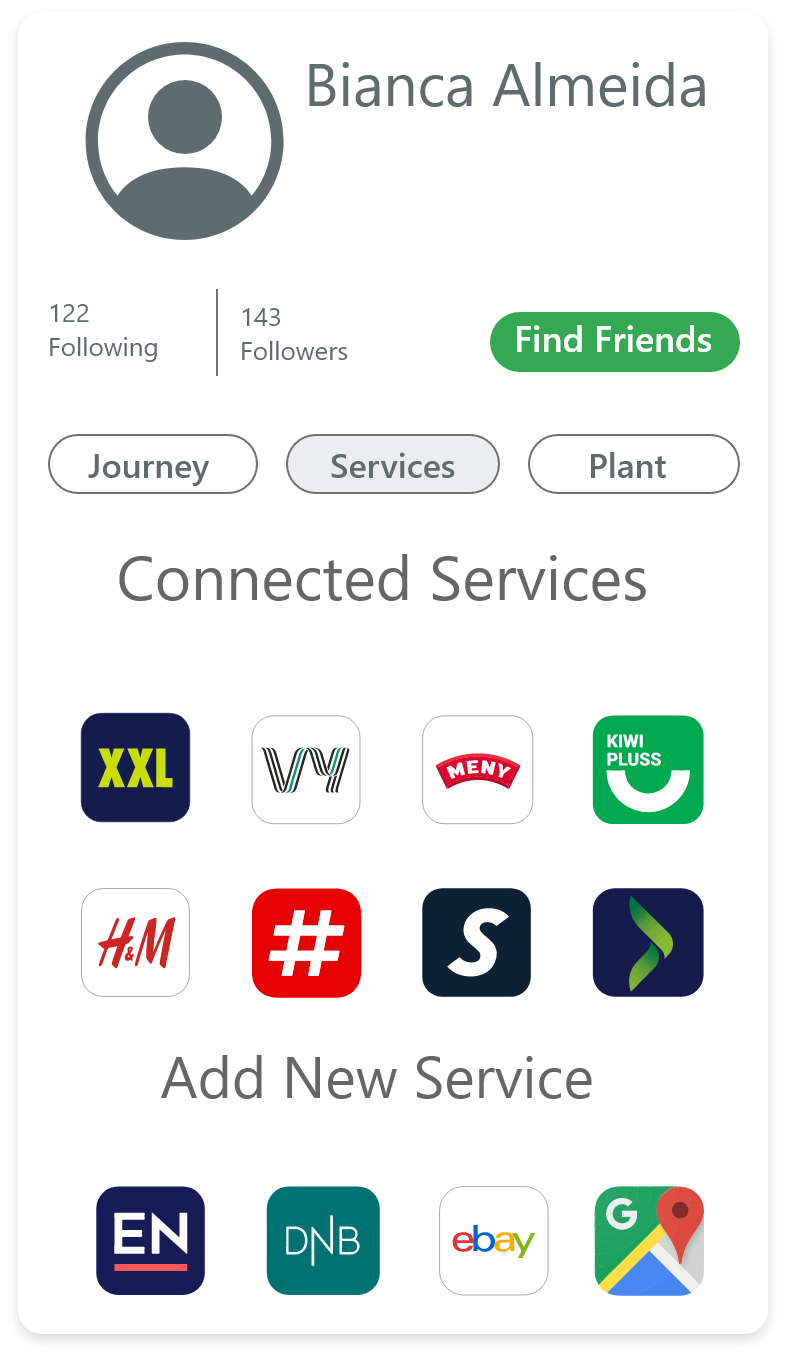 Bianca Almeida
122
Following
143
Followers
Find Friends
Journey
Services
Plant
Connected Services
XXL
VY
MENY
KIWI
PLUSS
H&M
#
S
Add New Service
EN
DNB
ebay
G